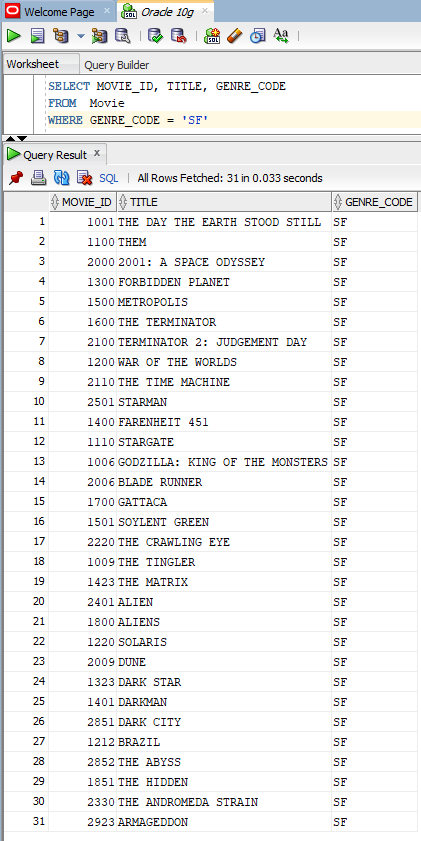 Welcome Page × Oracle 10g ×
Worksheet Query Builder
SELECT MOVIE_ID, TITLE, GENRE_CODE
FROM Movie
WHERE GENRE_CODE = 'SF'
Query Result ×
SQL | All Rows Fetched: 31 in 0.033 seconds
MOVIE_ID TITLE GENRE_CODE
1 1001 THE DAY THE EARTH STOOD STILL SF
2 1100 THEM SF
3 2000 2001: A SPACE ODYSSEY SF
4 1300 FORBIDDEN PLANET SF
5 1500 METROPOLIS SF
6 1600 THE TERMINATOR SF
7 2100 TERMINATOR 2: JUDGEMENT DAY SF
8 1200 WAR OF THE WORLDS SF
9 2110 THE TIME MACHINE SF
10 2501 STARMAN SF
11 1400 FARENHEIT 451 SF
12 1110 STARGATE SF
13 1006 GODZILLA: KING OF THE MONSTERS SF
14 2006 BLADE RUNNER SF
15 1700 GATTACA SF
16 1501 SOYLENT GREEN SF
17 2220 THE CRAWLING EYE SF
18 1009 THE TINGLER SF
19 1423 THE MATRIX SF
20 2401 ALIEN SF
21 1800 ALIENS SF
22 1220 SOLARIS SF
23 2009 DUNE SF
24 1323 DARK STAR SF
25 1401 DARKMAN SF
26 2851 DARK CITY SF
27 1212 BRAZIL SF
28 2852 THE ABYSS SF
29 1851 THE HIDDEN SF
30 2330 THE ANDROMEDA STRAIN SF
31 2923 ARMAGEDDON SF